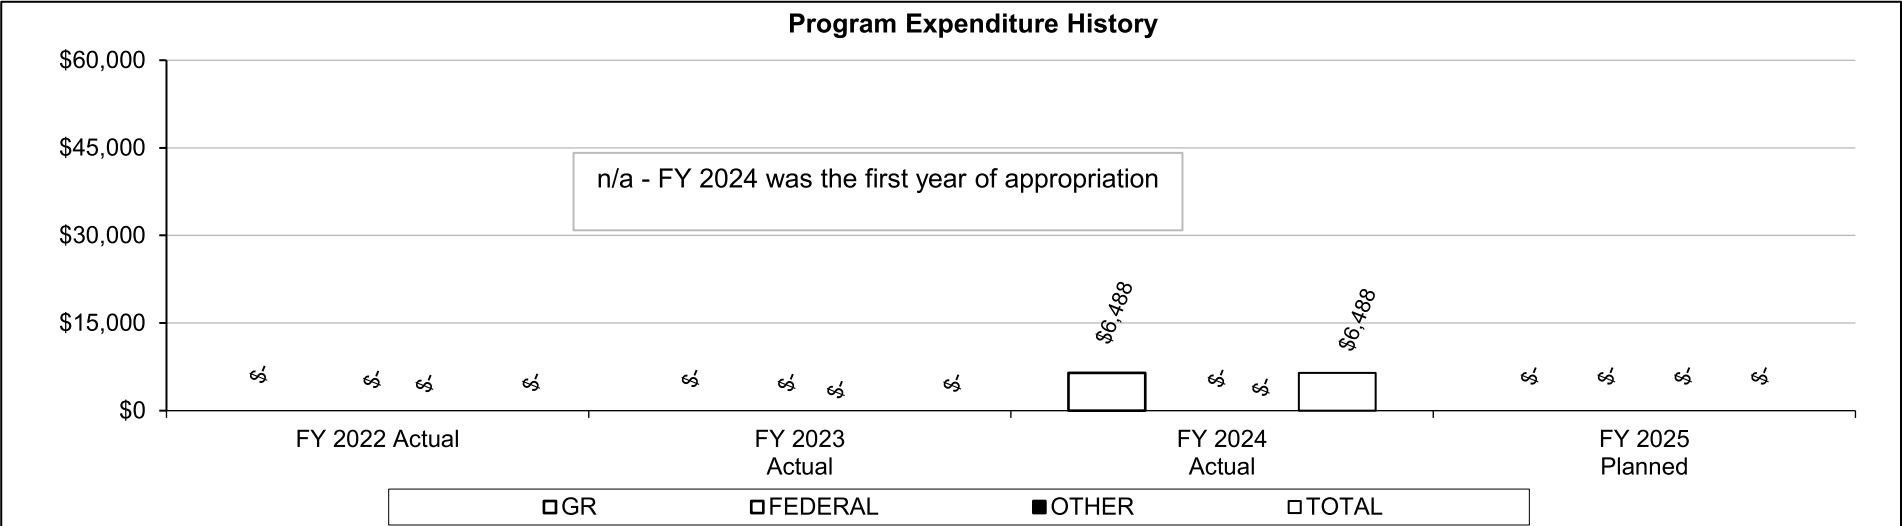 Program Expenditure History
$60,000
$45,000
n/a - FY 2024 was the first year of appropriation
$30,000
$6,488
$6,488
$15,000
$- $- $- $- $- $- $- $- $- $- $- $- $- $-
$0
FY 2022 Actual FY 2023 FY 2024 FY 2025
Actual Actual Planned
GR FEDERAL OTHER TOTAL